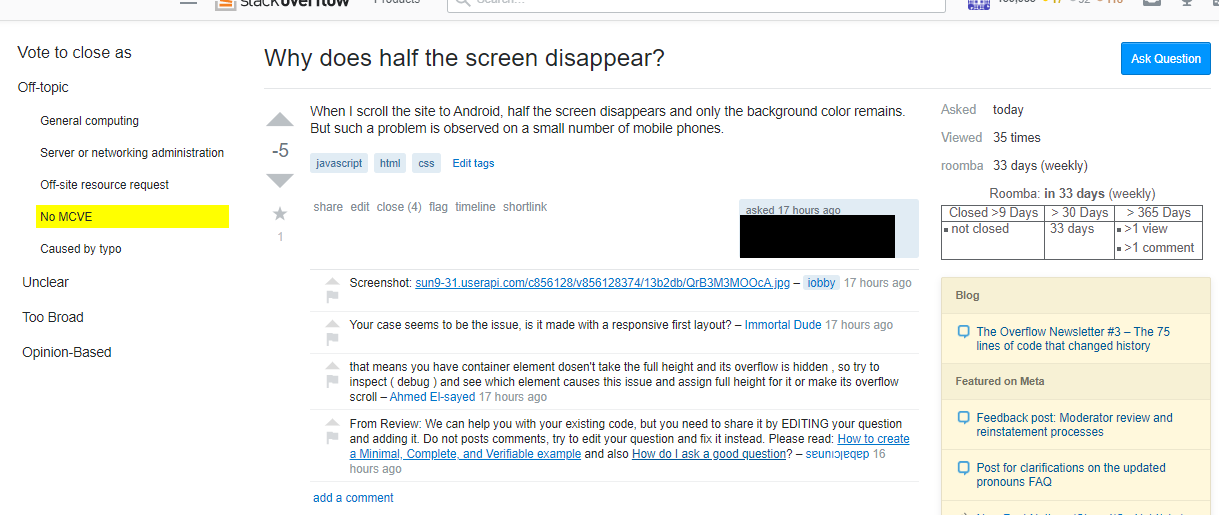 stackoverflow
Products
Search...
Vote to close as
Off-topic
General computing
Server or networking administration
Off-site resource request
No MCVE
Caused by typo
Unclear
Too Broad
Opinion-Based
Why does half the screen disappear?
Ask Question
-5
1
When I scroll the site to Android, half the screen disappears and only the background color remains.
But such a problem is observed on a small number of mobile phones.
javascript html css Edit tags
share edit close (4) flag timeline shortlink
asked 17 hours ago
Screenshot: sun9-31.userapi.com/c856128/v856128374/13b2db/QrB3M3MOOcA.jpg – iobby 17 hours ago
Your case seems to be the issue, is it made with a responsive first layout? – Immortal Dude 17 hours ago
that means you have container element dosen't take the full height and its overflow is hidden , so try to
inspect ( debug ) and see which element causes this issue and assign full height for it or make its overflow
scroll – Ahmed El-sayed 17 hours ago
From Review: We can help you with your existing code, but you need to share it by EDITING your question
and adding it. Do not posts comments, try to edit your question and fix it instead. Please read: How to create
a Minimal, Complete, and Verifiable example and also How do I ask a good question? – 16
hours ago
add a comment
Asked today
Viewed 35 times
roomba 33 days (weekly)
Roomba: in 33 days (weekly)
Closed >9 Days > 30 Days > 365 Days
not closed 33 days >1 view
>1 comment
Blog
The Overflow Newsletter #3 – The 75
lines of code that changed history
Featured on Meta
Feedback post: Moderator review and
reinstatement processes
Post for clarifications on the updated
pronouns FAQ